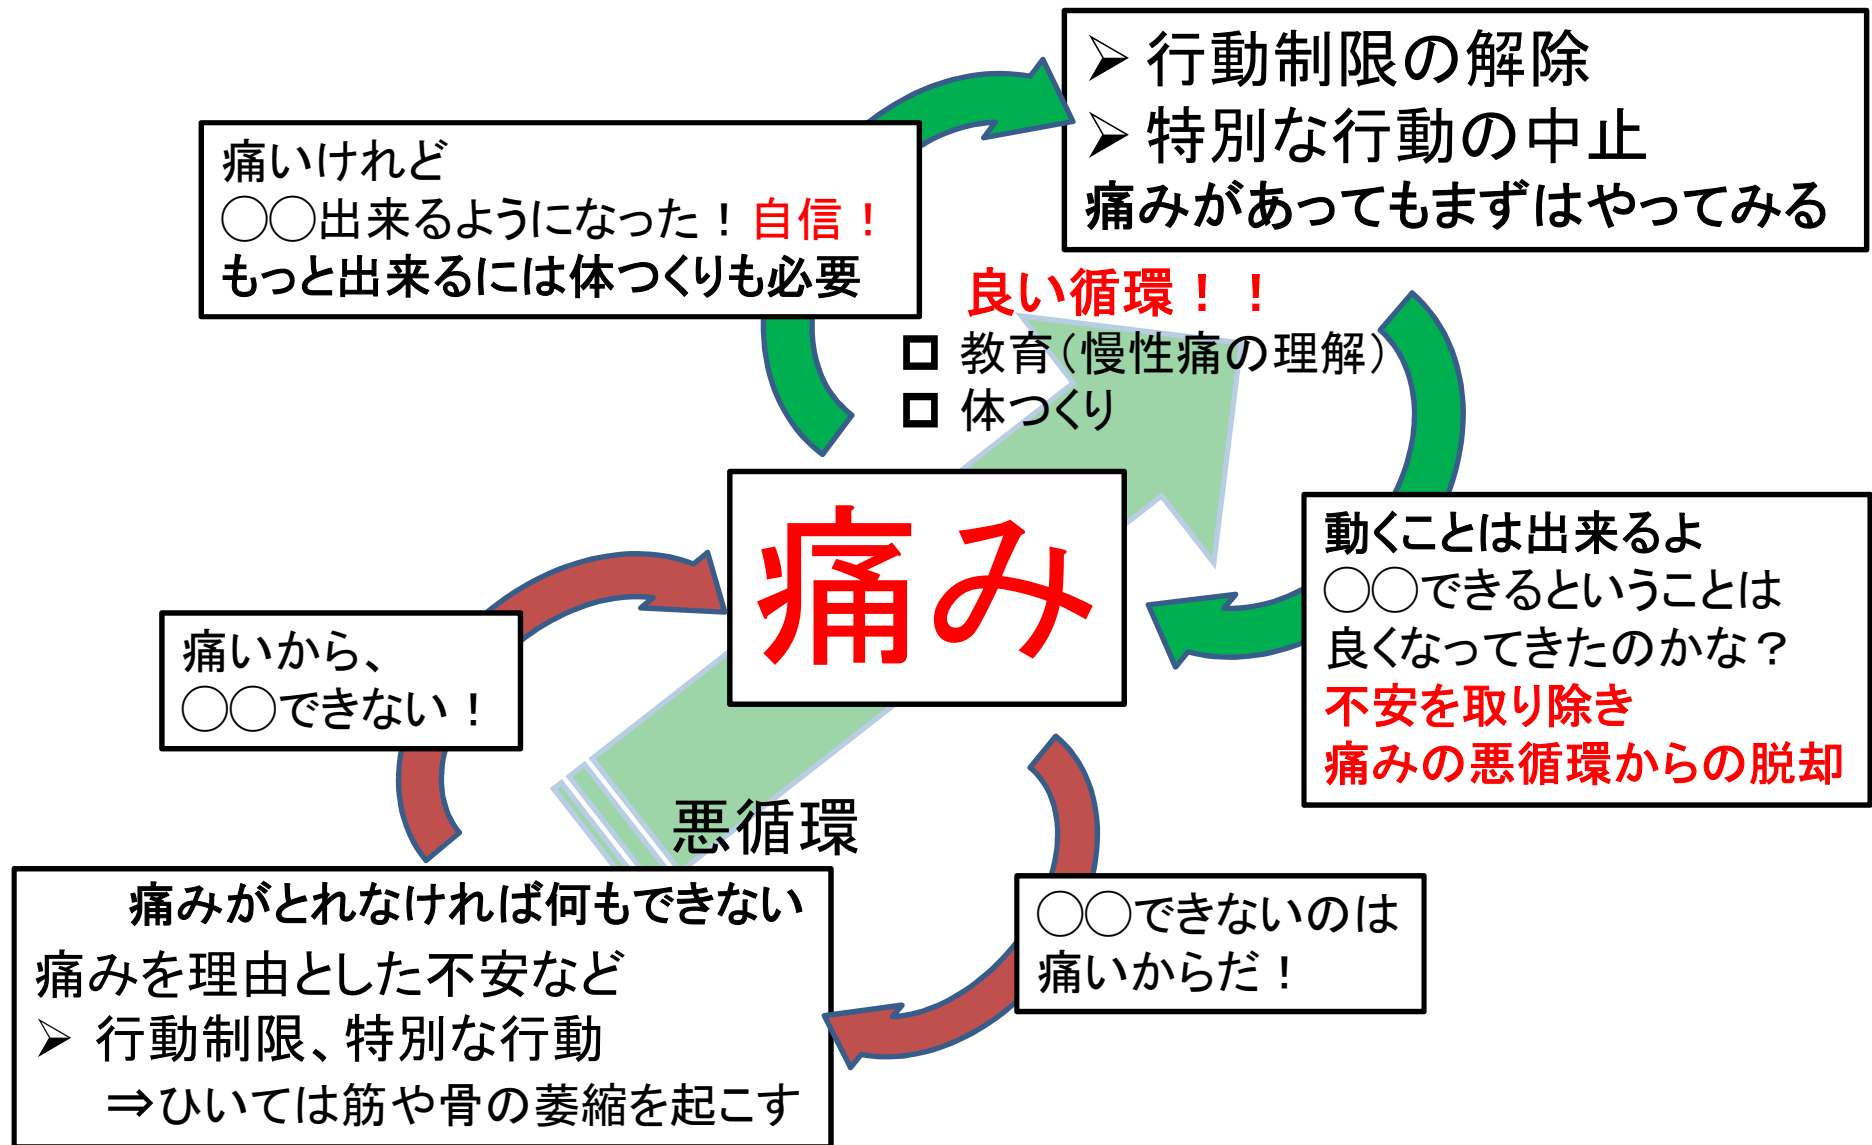 ➢ 行動制限の解除
➢ 特別な行動の中止
痛みがあってもまずはやってみる
痛いけれど
○○出来るようになった！自信！
もっと出来るには体つくりも必要
良い循環！！
□ 教育（慢性痛の理解）
□ 体つくり
痛み
動くことは出来るよ
○○できるということは
良くなってきたのかな？
不安を取り除き
痛みの悪循環からの脱却
痛いから、
○○できない！
悪循環
痛みがとれなければ何もできない
痛みを理由とした不安など
➢ 行動制限、特別な行動
⇒ひいては筋や骨の萎縮を起こす
○○できないのは
痛いからだ！